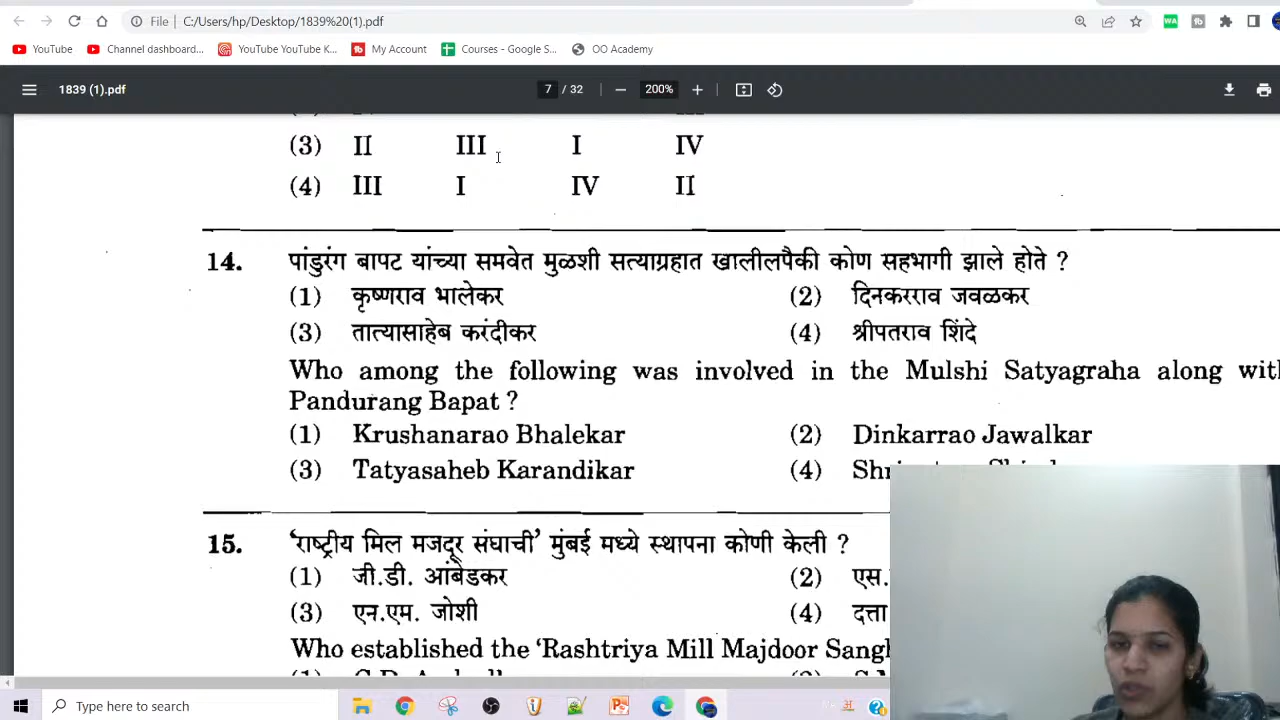 File C:/Users/hp/Desktop/1839%20(1).pdf
YouTube Channel dashboard... YouTube YouTube K... My Account Courses - Google S... OO Academy
1839 (1).pdf 7 / 32 200%
(3) II III I IV
(4) III I IV II
14. पांडुरंग बापट यांच्या समवेत मुळशी सत्याग्रहात खालीलपैकी कोण सहभागी झाले होते ?
(1) कृष्णराव भालेकर (2) दिनकरराव जवळकर
(3) तात्यासाहेब करंदीकर (4) श्रीपतराव शिंदे
Who among the following was involved in the Mulshi Satyagraha along with
Pandurang Bapat ?
(1) Krushanarao Bhalekar (2) Dinkarrao Jawalkar
(3) Tatyasaheb Karandikar (4)
15. ‘राष्ट्रीय मिल मजदूर संघाची’ मुंबई मध्ये स्थापना कोणी केली ?
(1) जी.डी. आंबेडकर (2) एस.
(3) एन.एम. जोशी (4) दत्ता
Who established the ‘Rashtriya Mill Majdoor Sangh
Type here to search